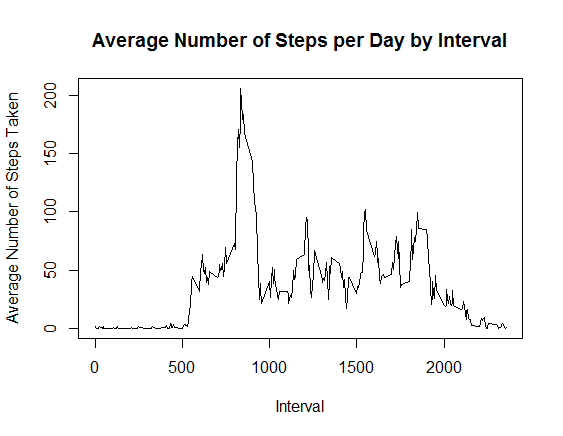 Average Number of Steps per Day by Interval
Average Number of Steps Taken
200
150
100
50
0
0 500 1000 1500 2000
Interval